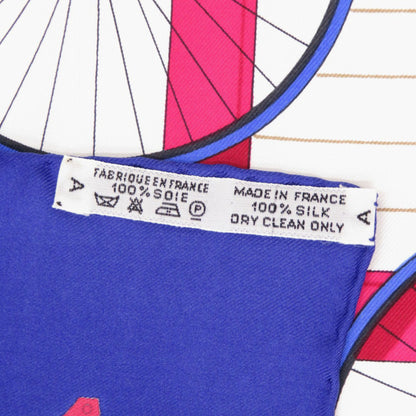 A
FABRIQUE EN FRANCE
100% SOIE
P
MADE IN FRANCE
100% SILK
DRY CLEAN ONLY
A